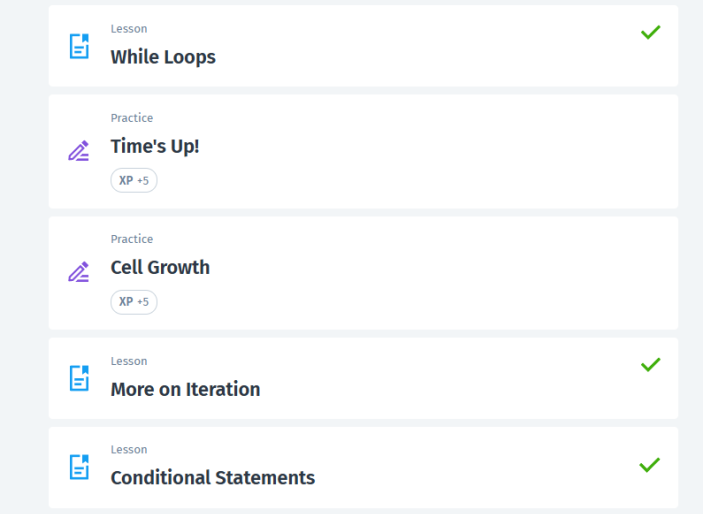 Lesson
While Loops
Practice
Time's Up!
XP +5
Practice
Cell Growth
XP +5
Lesson
More on Iteration
Lesson
Conditional Statements